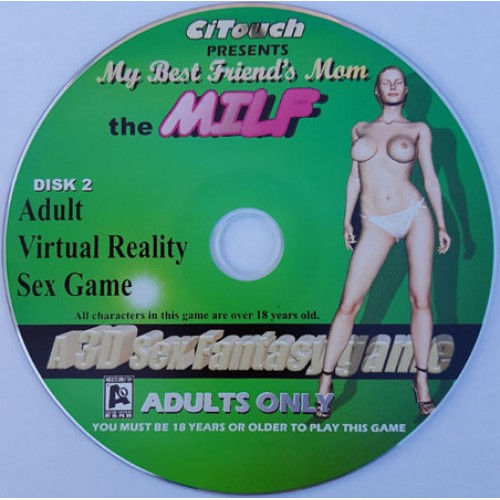 CiTouch
PRESENTS
My Best Friend's Mom
the MILF
DISK 2
Adult
Virtual Reality
Sex Game
All characters in this game are over 18 years old.
A 3D Sex Fantasy game
ADULTS ONLY
YOU MUST BE 18 YEARS OR OLDER TO PLAY THIS GAME